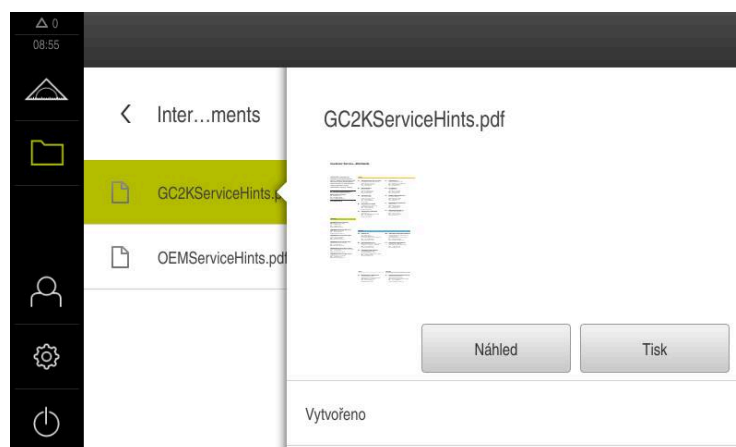 0
08:55
Inter...ments
GC2KServiceHints.pdf
GC2KServiceHints.p
OEMServiceHints.pdf
Náhled
Tisk
Vytvořeno